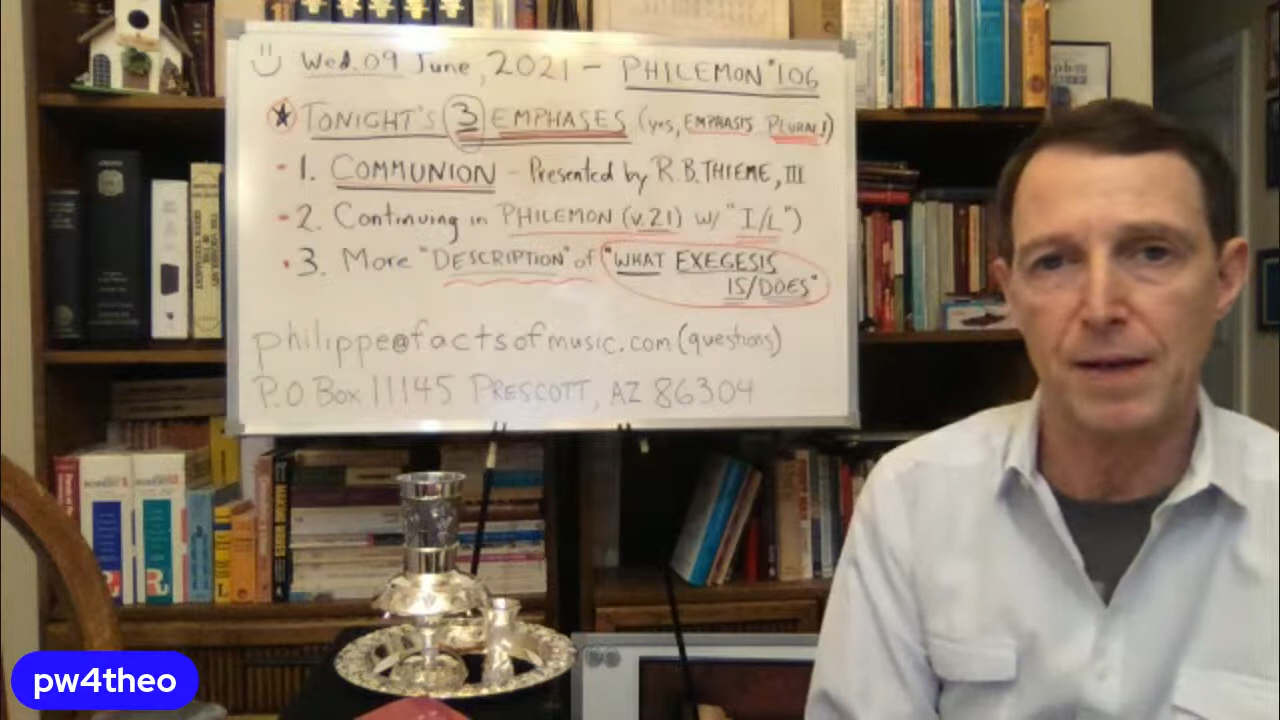 Wed. 09 June, 2021 - PHILEMON #106
★ TONIGHT'S 3 EMPHASES (yes, EMPHASIS PLURAL!)
- 1. COMMUNION - Presented by R.B. THIEME, III
- 2. Continuing in PHILEMON (v.21) w/ "I/L")
• 3. More "DESCRIPTION" of "WHAT EXEGESIS
IS/DOES"
philippe@factsofmusic.com (questions)
P.O Box 11145 PRESCOTT, AZ 86304
pw4theo